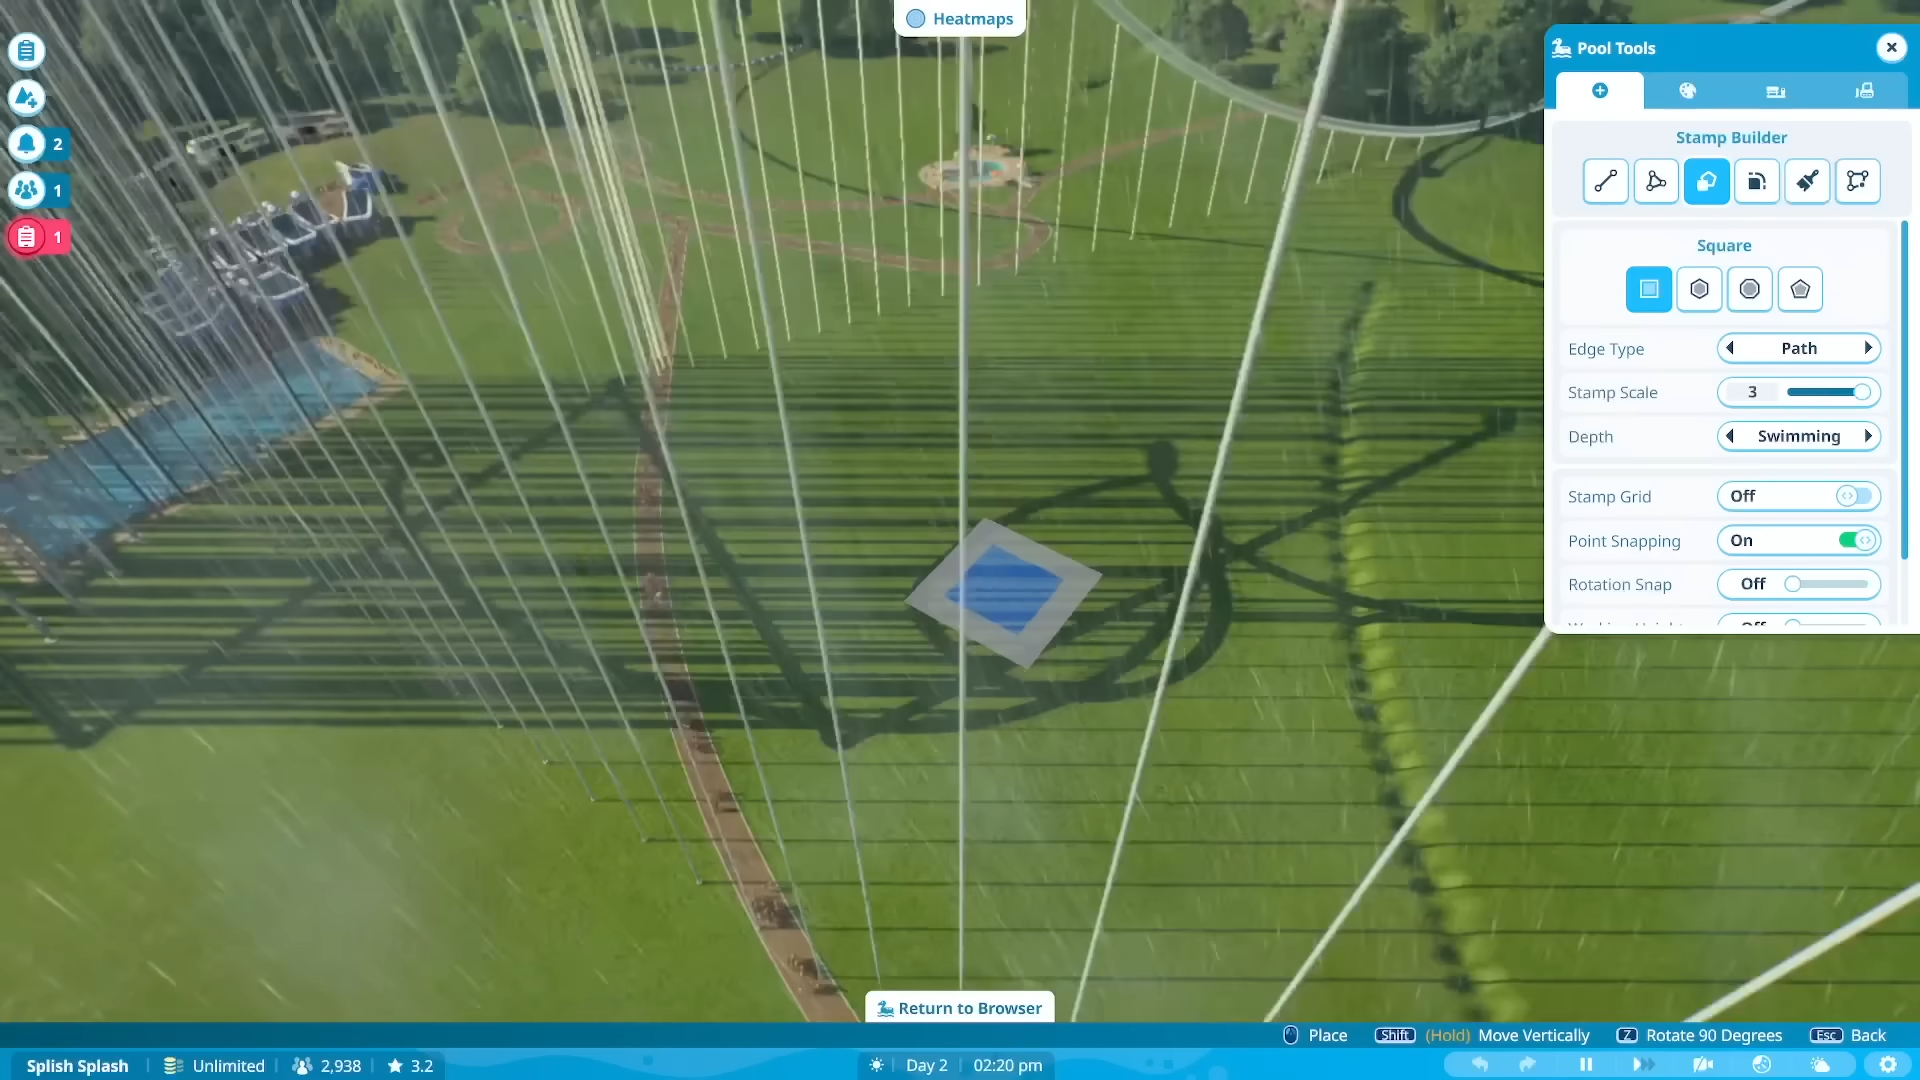 Heatmaps
2
1
1
Pool Tools
Stamp Builder
Square
Edge Type Path
Stamp Scale 3
Depth Swimming
Stamp Grid Off
Point Snapping On
Rotation Snap Off
Return to Browser
Place Shift (Hold) Move Vertically Z Rotate 90 Degrees Esc Back
Splish Splash Unlimited 2,938 3.2 Day 2 02:20 pm